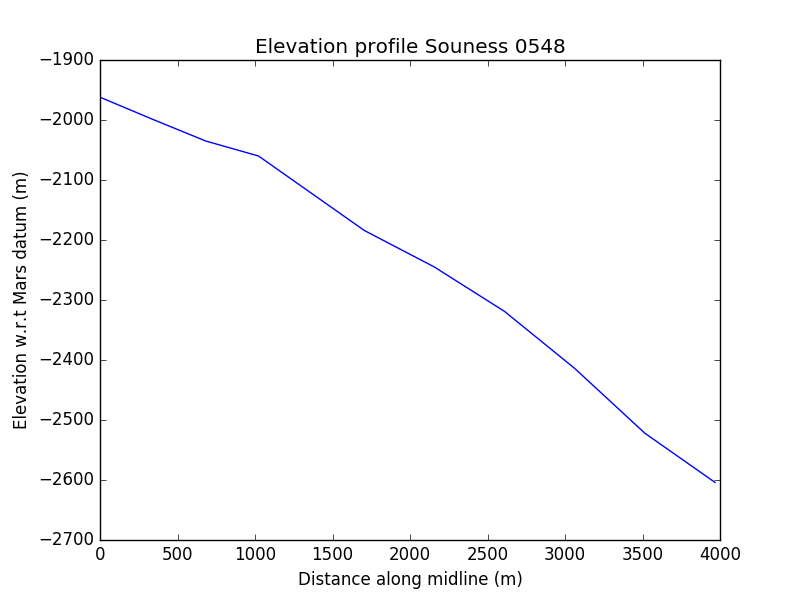 Elevation profile Souness 0548
−1900
−2000
−2100
−2200
−2300
−2400
−2500
−2600
−2700
Elevation w.r.t Mars datum (m)
0 500 1000 1500 2000 2500 3000 3500 4000
Distance along midline (m)